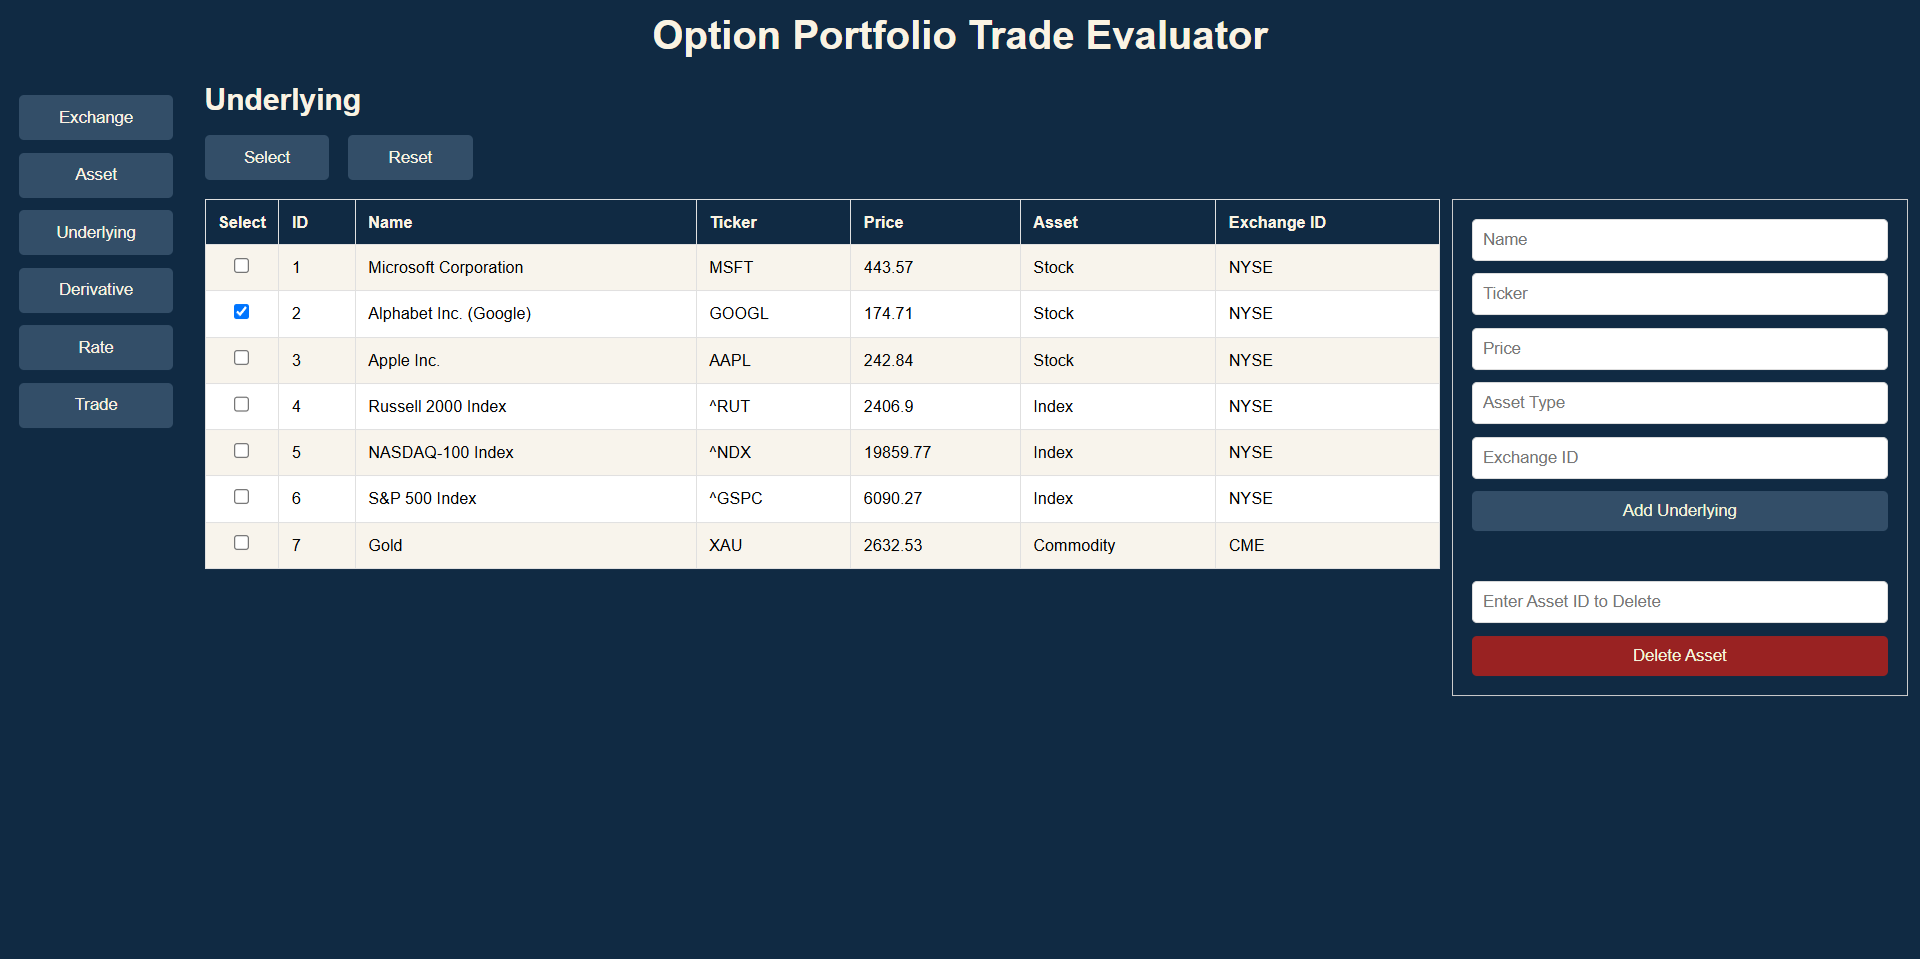 Option Portfolio Trade Evaluator
Exchange
Asset
Underlying
Derivative
Rate
Trade
Underlying
Select Reset
Select ID Name Ticker Price Asset Exchange ID
1 Microsoft Corporation MSFT 443.57 Stock NYSE
2 Alphabet Inc. (Google) GOOGL 174.71 Stock NYSE
3 Apple Inc. AAPL 242.84 Stock NYSE
4 Russell 2000 Index ^RUT 2406.9 Index NYSE
5 NASDAQ-100 Index ^NDX 19859.77 Index NYSE
6 S&P 500 Index ^GSPC 6090.27 Index NYSE
7 Gold XAU 2632.53 Commodity CME
Name
Ticker
Price
Asset Type
Exchange ID
Add Underlying
Enter Asset ID to Delete
Delete Asset